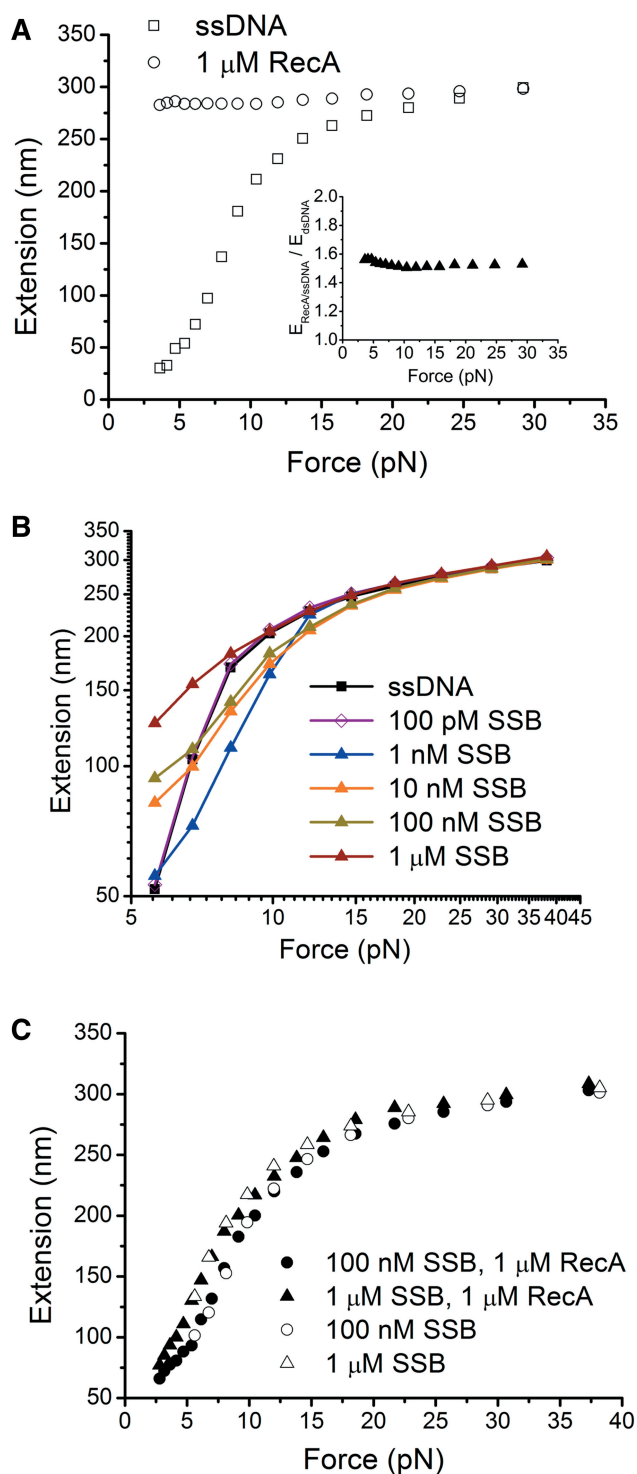 A
ssDNA
1 μM RecA
Extension (nm)
350
300
250
200
150
100
50
0
0 5 10 15 20 25 30 35
Force (pN)
E_RecA/ssDNA / E_dsDNA
2.0
1.8
1.6
1.4
1.2
1.0
0 5 10 15 20 25 30 35
Force (pN)
B
Extension (nm)
350
300
250
200
150
100
50
ssDNA
100 pM SSB
1 nM SSB
10 nM SSB
100 nM SSB
1 μM SSB
5 10 15 20 25 30 35 40 45
Force (pN)
C
Extension (nm)
350
300
250
200
150
100
50
100 nM SSB, 1 μM RecA
1 μM SSB, 1 μM RecA
100 nM SSB
1 μM SSB
0 5 10 15 20 25 30 35 40
Force (pN)